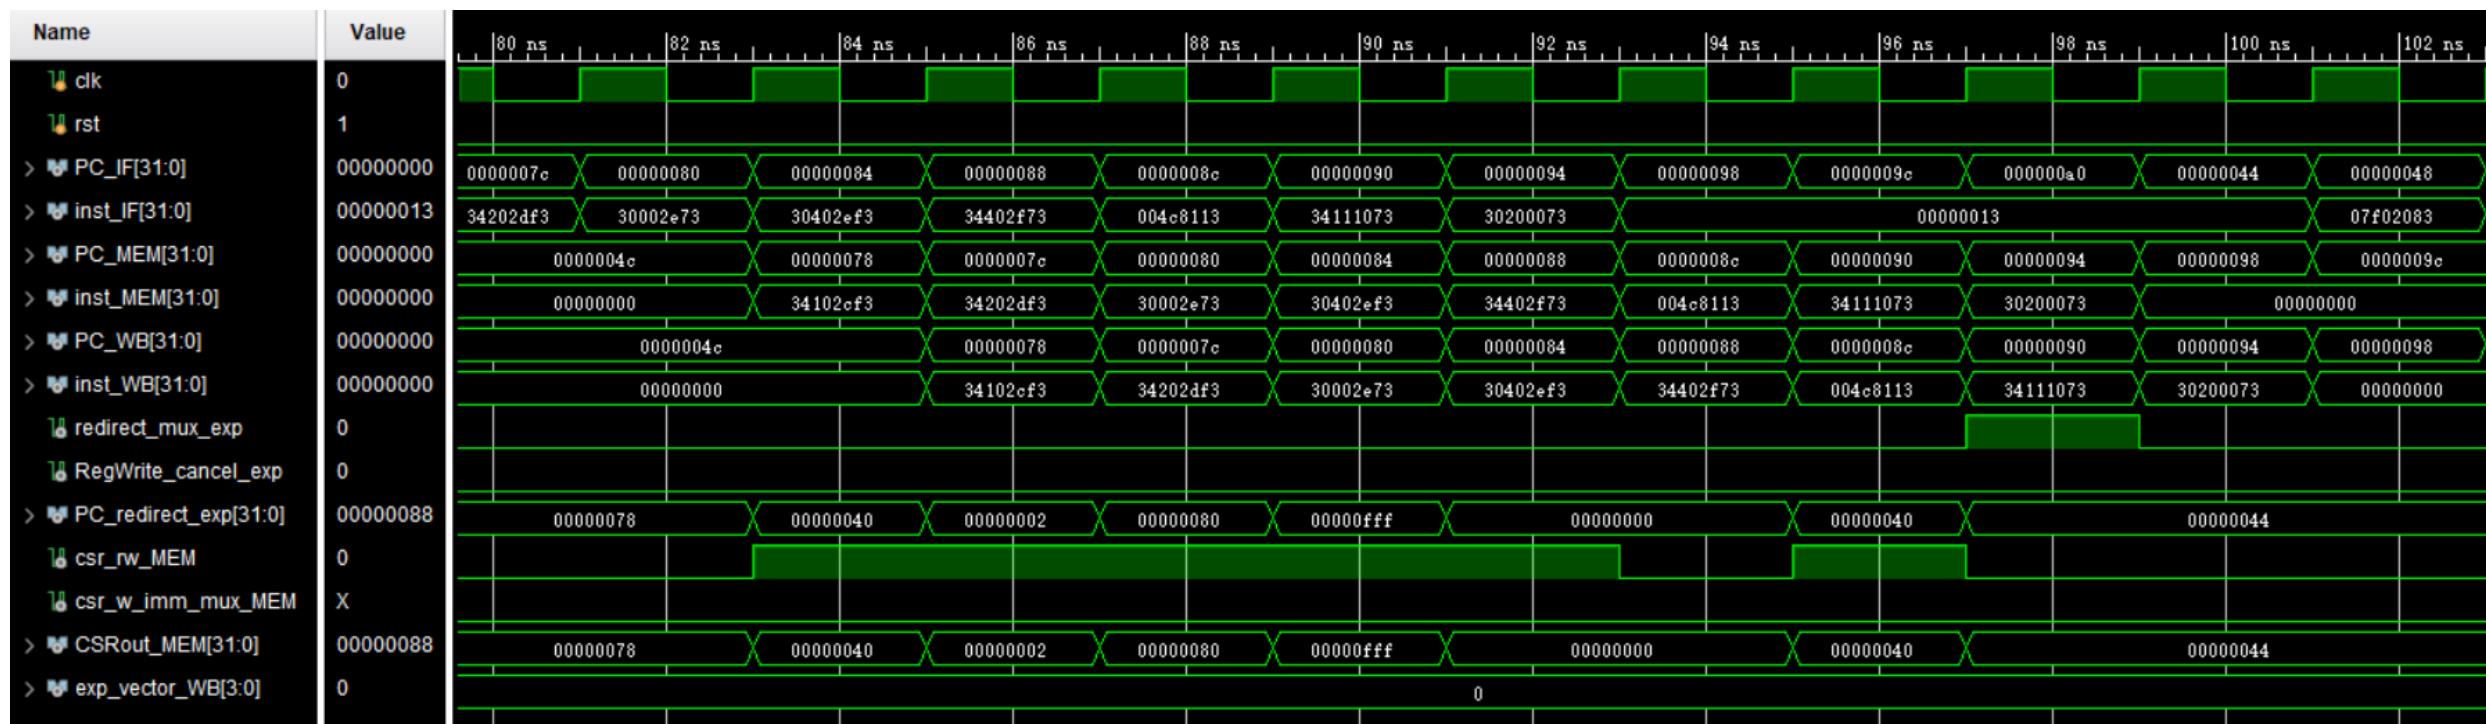 Name Value 80 ns 82 ns 84 ns 86 ns 88 ns 90 ns 92 ns 94 ns 96 ns 98 ns 100 ns 102 ns
clk 0
rst 1
PC_IF[31:0] 00000000 0000007c 00000080 00000084 00000088 0000008c 00000090 00000094 00000098 0000009c 000000a0 00000044 00000048
inst_IF[31:0] 00000013 34202df3 30002e73 30402ef3 34402f73 004c8113 34111073 30200073 00000013 07f02083
PC_MEM[31:0] 00000000 0000004c 00000078 0000007c 00000080 00000084 00000088 0000008c 00000090 00000094 00000098 0000009c
inst_MEM[31:0] 00000000 00000000 34102cf3 34202df3 30002e73 30402ef3 34402f73 004c8113 34111073 30200073 00000000
PC_WB[31:0] 00000000 0000004c 00000078 0000007c 00000080 00000084 00000088 0000008c 00000090 00000094 00000098
inst_WB[31:0] 00000000 00000000 34102cf3 34202df3 30002e73 30402ef3 34402f73 004c8113 34111073 30200073 00000000
redirect_mux_exp 0
RegWrite_cancel_exp 0
PC_redirect_exp[31:0] 00000088 00000078 00000040 00000002 00000080 00000fff 00000000 00000040 00000044
csr_rw_MEM 0
csr_w_imm_mux_MEM X
CSRout_MEM[31:0] 00000088 00000078 00000040 00000002 00000080 00000fff 00000000 00000040 00000044
exp_vector_WB[3:0] 0 0